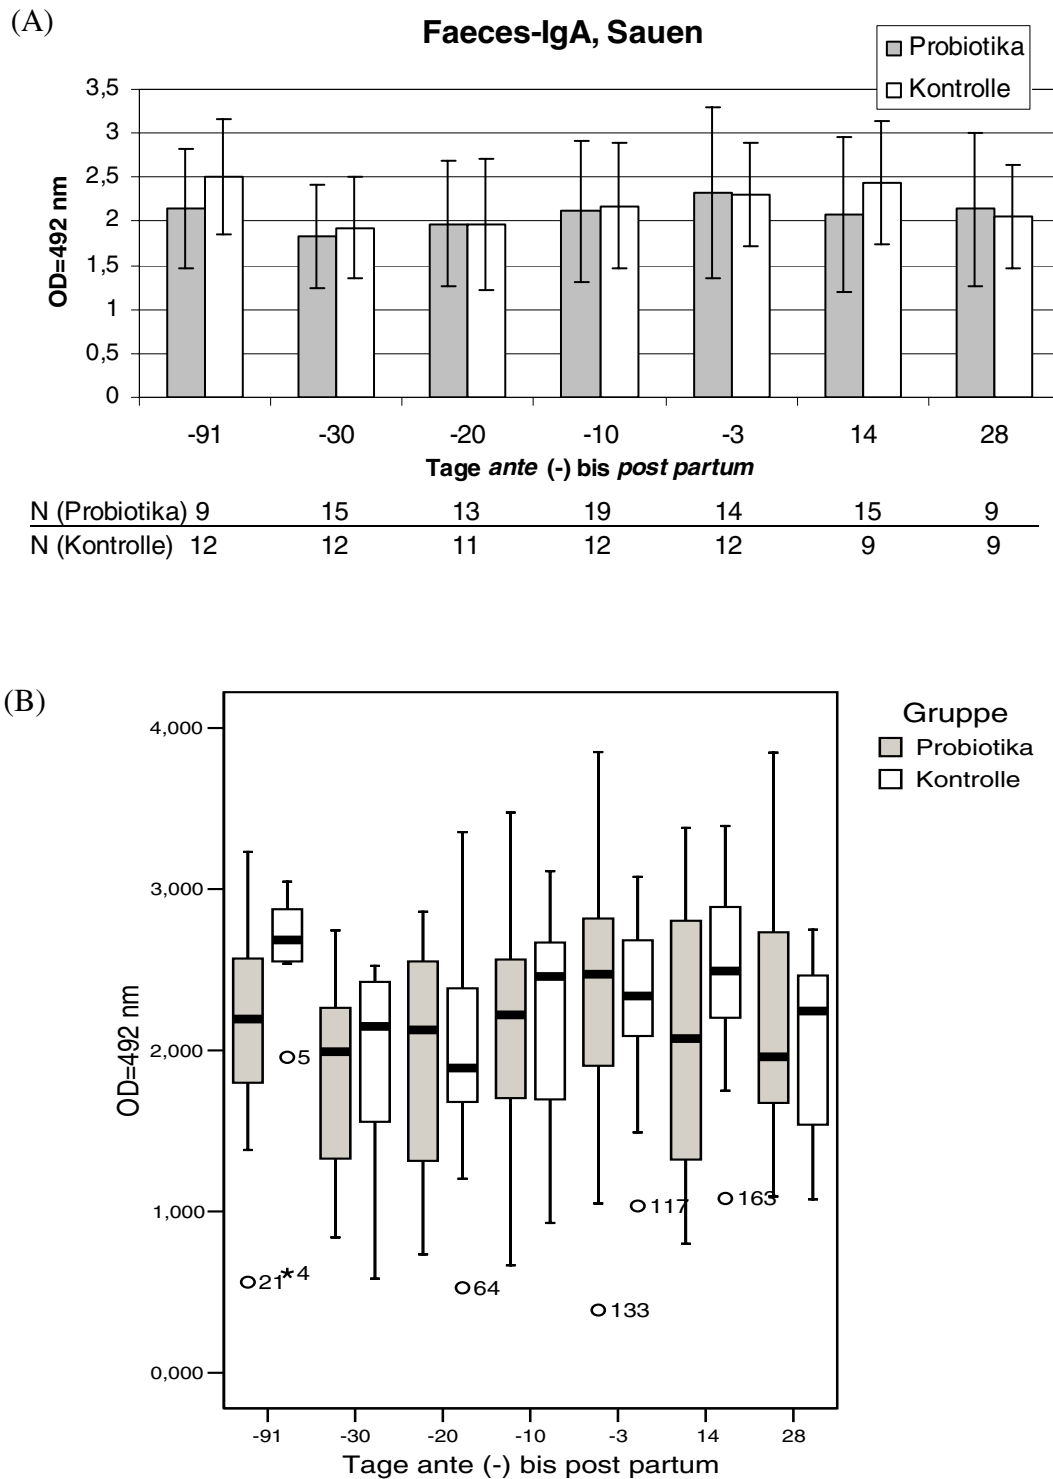 (A)
Faeces-IgA, Sauen
Probiotika
Kontrolle
3,5
3
2,5
2
1,5
1
0,5
0
OD=492 nm
-91 -30 -20 -10 -3 14 28
Tage ante (-) bis post partum
N (Probiotika) 9 15 13 19 14 15 9
N (Kontrolle) 12 12 11 12 12 9 9
(B)
Gruppe
Probiotika
Kontrolle
4,000
3,000
2,000
1,000
0,000
OD=492 nm
5
117
163
21
*4
64
133
-91 -30 -20 -10 -3 14 28
Tage ante (-) bis post partum